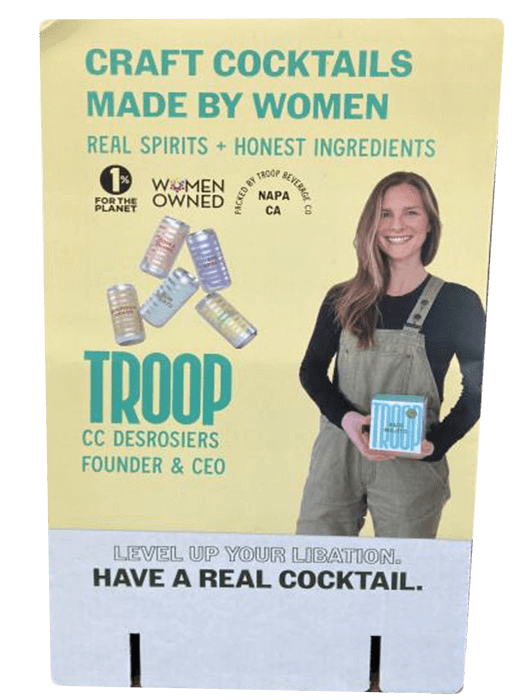 CRAFT COCKTAILS
MADE BY WOMEN
REAL SPIRITS + HONEST INGREDIENTS
1%
FOR THE
PLANET
WOMEN
OWNED
PACKED BY TROOP BEVERAGE CO
NAPA
CA
TROOP
CC DESROSIERS
FOUNDER & CEO
TROOP
LEVEL UP YOUR LIBATION.
HAVE A REAL COCKTAIL.